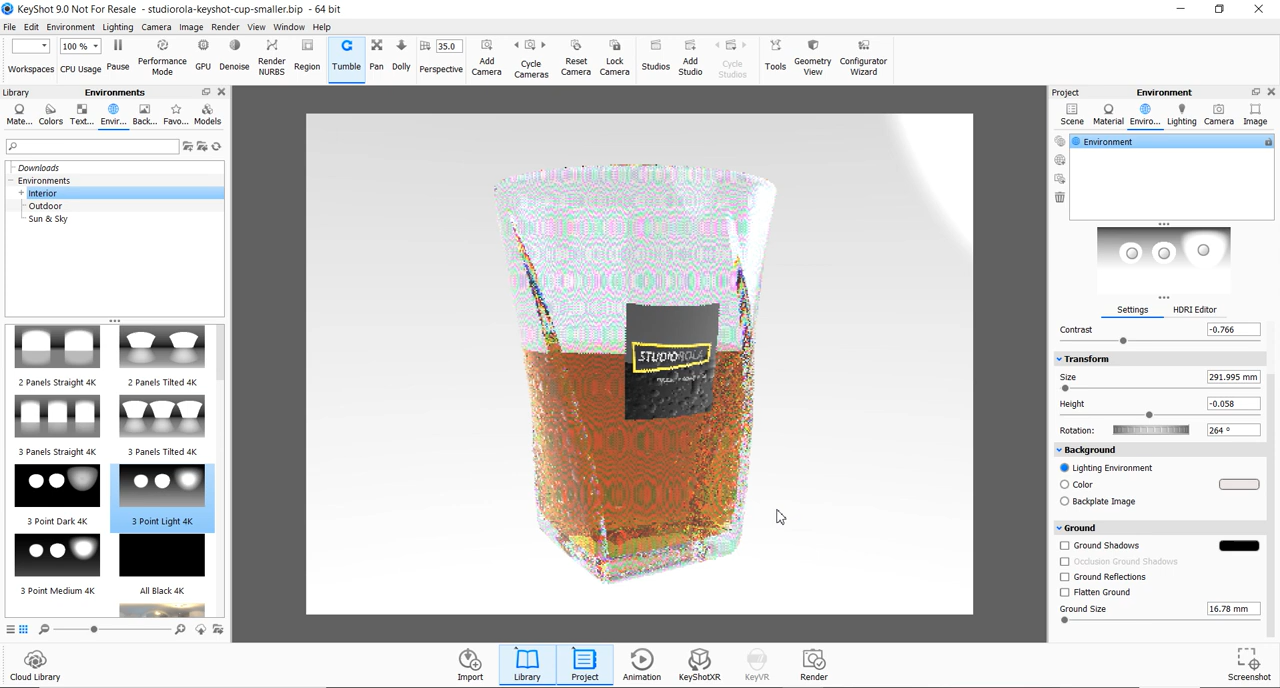 KeyShot 9.0 Not For Resale - studiorola-keyshot-cup-smaller.bip - 64 bit
File Edit Environment Lighting Camera Image Render View Window Help
Workspaces
100 %
CPU Usage
Pause
Performance Mode
GPU
Denoise
Render NURBS
Region
Tumble
Pan
Dolly
35.0
Perspective
Add Camera
Cycle Cameras
Reset Camera
Lock Camera
Studios
Add Studio
Cycle Studios
Tools
Geometry View
Configurator Wizard
Library Environments
Mate... Colors Text... Envir... Back... Favo... Models
Downloads
Environments
Interior
Outdoor
Sun & Sky
2 Panels Straight 4K 2 Panels Tilted 4K
3 Panels Straight 4K 3 Panels Tilted 4K
3 Point Dark 4K 3 Point Light 4K
3 Point Medium 4K All Black 4K
STUDIOROLA
Project Environment
Scene Material Enviro... Lighting Camera Image
Environment
Settings HDRI Editor
Contrast -0.766
Transform
Size 291.995 mm
Height -0.058
Rotation: 264 °
Background
Lighting Environment
Color
Backplate Image
Ground
Ground Shadows
Occlusion Ground Shadows
Ground Reflections
Flatten Ground
Ground Size 16.78 mm
Cloud Library
Import
Library
Project
Animation
KeyShotXR
KeyVR
Render
Screenshot